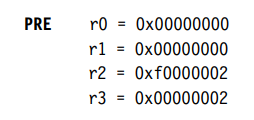 PRE r0 = 0x00000000
r1 = 0x00000000
r2 = 0xf0000002
r3 = 0x00000002